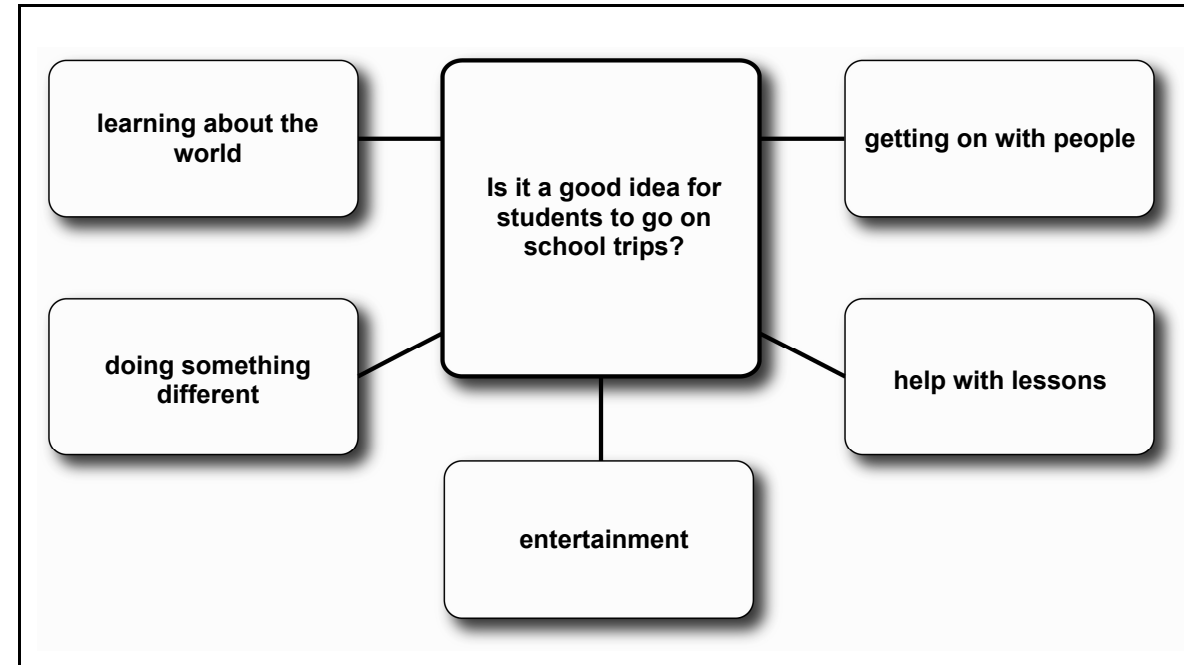 Is it a good idea for
students to go on
school trips?
learning about the
world
getting on with people
doing something
different
help with lessons
entertainment